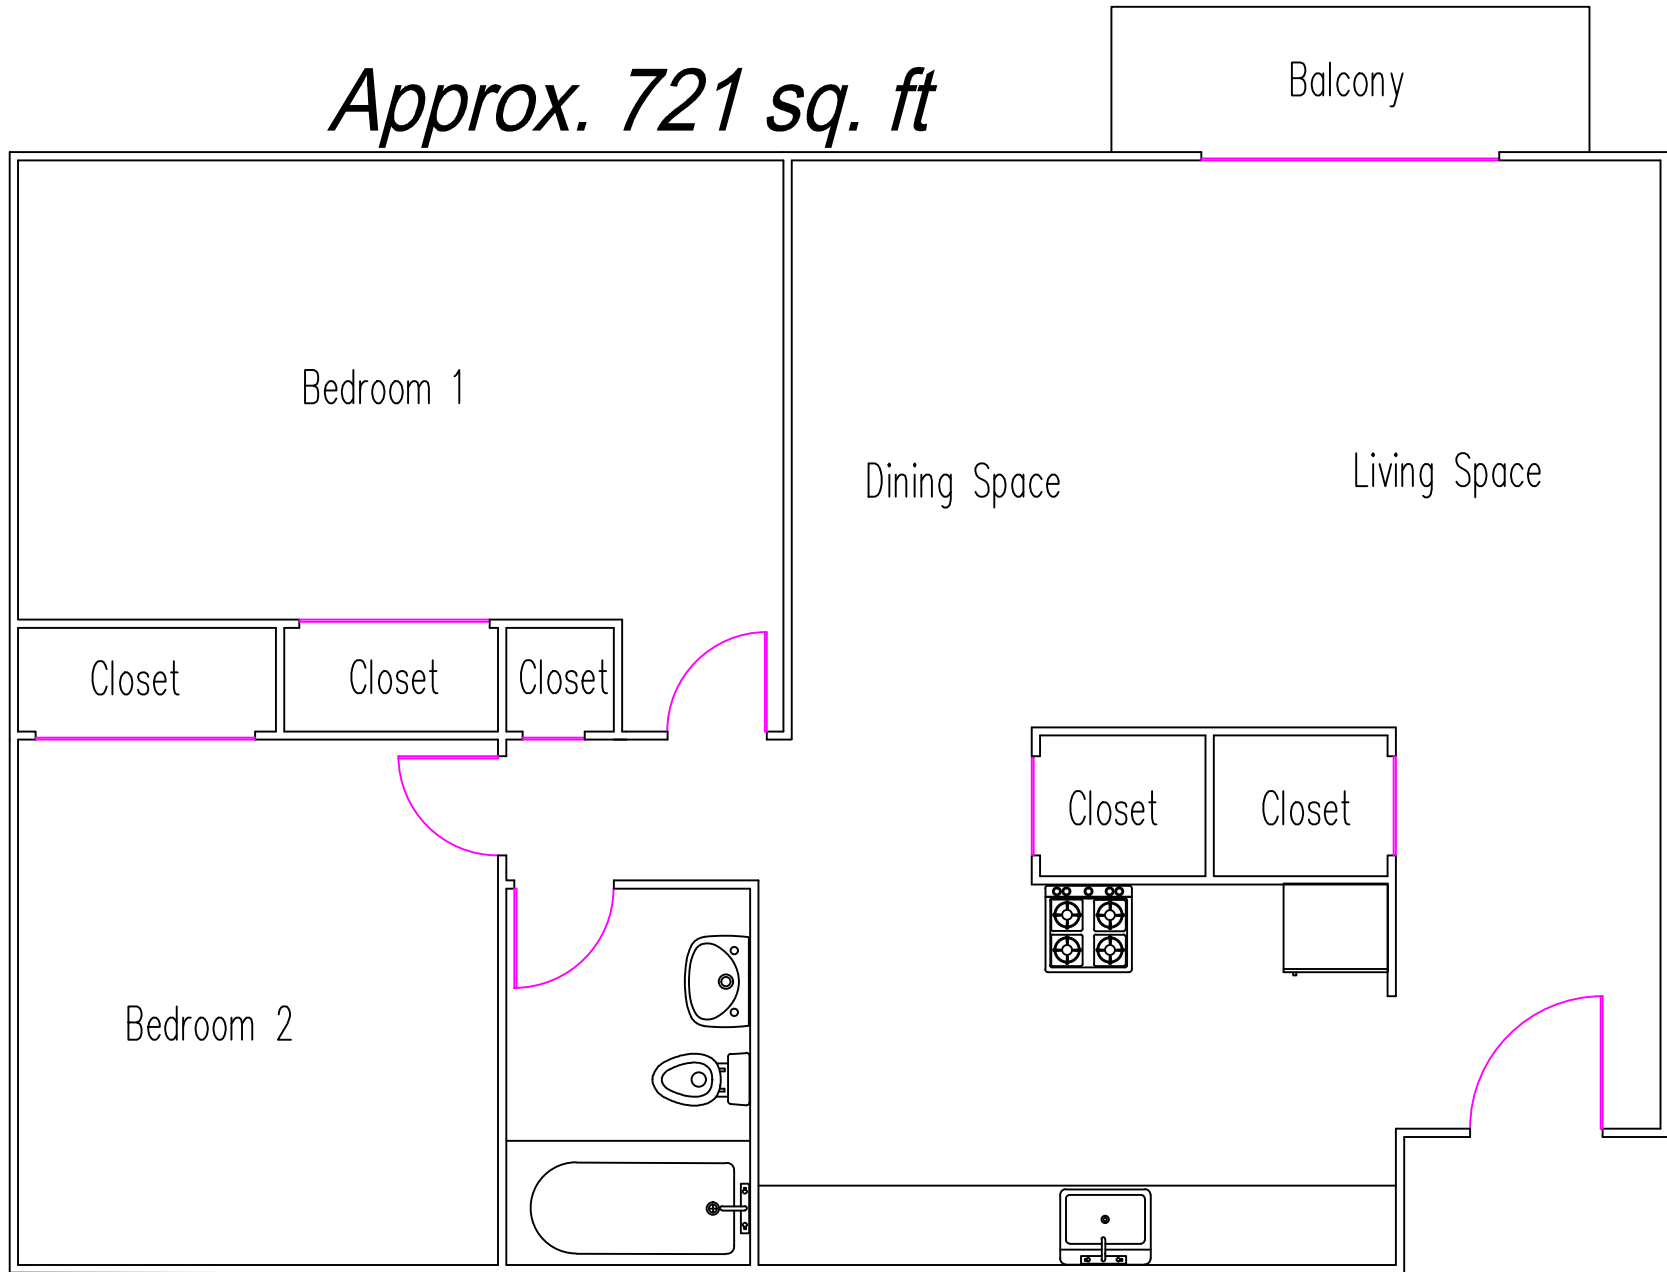 Approx. 721 sq. ft
Balcony
Bedroom 1
Dining Space
Living Space
Closet
Closet
Closet
Closet
Closet
Bedroom 2